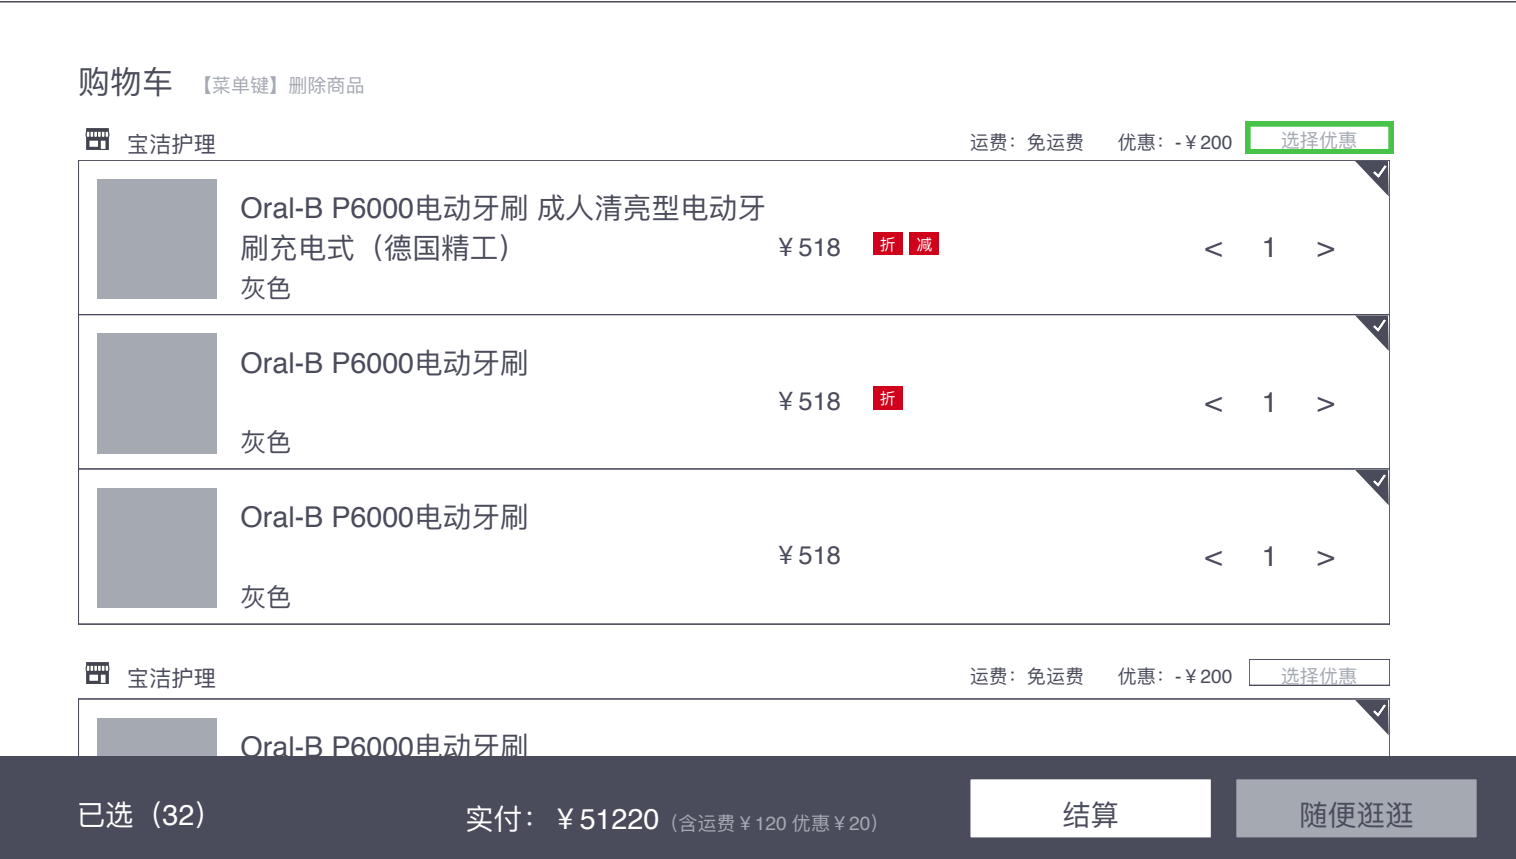 购物车 【菜单键】删除商品
宝洁护理 运费：免运费 优惠：-￥200 选择优惠
Oral-B P6000电动牙刷 成人清亮型电动牙
刷充电式（德国精工）
￥518 折 减 < 1 >
灰色
Oral-B P6000电动牙刷
￥518 折 < 1 >
灰色
Oral-B P6000电动牙刷
￥518 < 1 >
灰色
宝洁护理 运费：免运费 优惠：-￥200 选择优惠
Oral-B P6000电动牙刷
已选（32） 实付：￥51220（含运费￥120 优惠￥20） 结算 随便逛逛